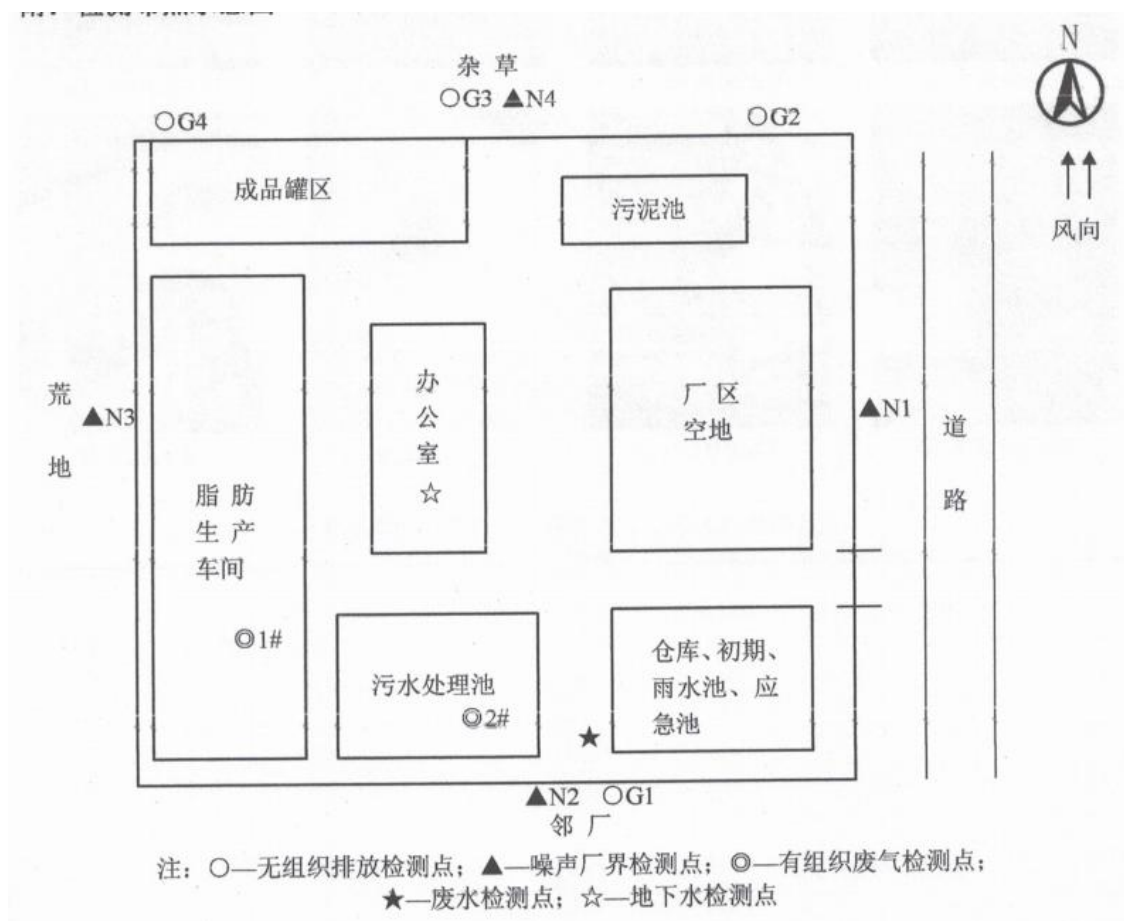 N
杂 草
○G3 ▲N4
○G4
○G2
成品罐区
污泥池
风向
办
公
室
☆
厂 区
空地
荒
地
▲N3
▲N1
道
路
脂 肪
生 产
车间
◎1#
污水处理池
◎2#
仓库、初期、
雨水池、应
急池
★
▲N2 ○G1
邻 厂
注：○—无组织排放检测点；▲—噪声厂界检测点；◎—有组织废气检测点；
★—废水检测点；☆—地下水检测点